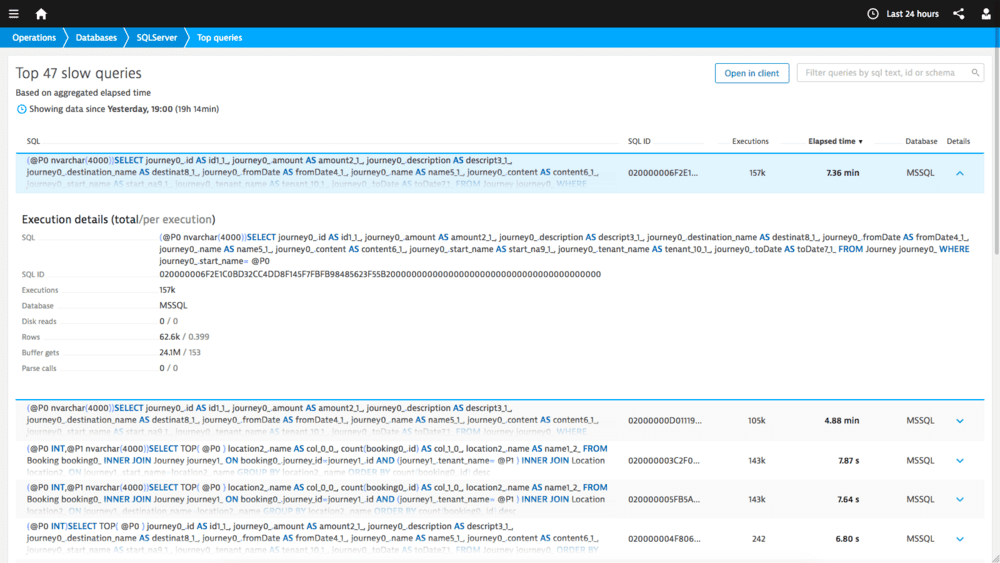 Last 24 hours
Operations Databases SQLServer Top queries
Top 47 slow queries
Open in client
Filter queries by sql text, id or schema
Based on aggregated elapsed time
Showing data since Yesterday, 19:00 (19h 14min)
SQL SQL ID Executions Elapsed time ▼ Database Details
(@P0 nvarchar(4000))SELECT journey0_.id AS id1_1_, journey0_.amount AS amount2_1_, journey0_.description AS descript3_1_,
journey0_.destination_name AS destinat8_1_, journey0_.fromDate AS fromDate4_1_, journey0_.name AS name5_1_, journey0_.content AS content6_1_,
journey0_.start_name AS start_na9_1_, journey0_.tenant_name AS tenant_10_1_, journey0_.toDate AS toDate7_1_ FROM Journey journey0_ WHERE
020000006F2E1... 157k 7.36 min MSSQL
Execution details (total/per execution)
SQL
(@P0 nvarchar(4000))SELECT journey0_.id AS id1_1_, journey0_.amount AS amount2_1_, journey0_.description AS descript3_1_, journey0_.destination_name AS destinat8_1_, journey0_.fromDate AS fromDate4_1_,
journey0_.name AS name5_1_, journey0_.content AS content6_1_, journey0_.start_name AS start_na9_1_, journey0_.tenant_name AS tenant_10_1_, journey0_.toDate AS toDate7_1_ FROM Journey journey0_ WHERE
journey0_.start_name= @P0
SQL ID 020000006F2E1C0BD32CC4DD8F145F7FBFB98485623F55B20000000000000000000000000000000000000000
Executions 157k
Database MSSQL
Disk reads 0 / 0
Rows 62.6k / 0.399
Buffer gets 24.1M / 153
Parse calls 0 / 0
(@P0 nvarchar(4000))SELECT journey0_.id AS id1_1_, journey0_.amount AS amount2_1_, journey0_.description AS descript3_1_,
journey0_.destination_name AS destinat8_1_, journey0_.fromDate AS fromDate4_1_, journey0_.name AS name5_1_, journey0_.content AS content6_1_,
journey0_.start_name AS start_na9_1_, journey0_.tenant_name AS tenant_10_1_, journey0_.toDate AS toDate7_1_ FROM Journey journey0_ WHERE
02000000D01119... 105k 4.88 min MSSQL
(@P0 INT,@P1 nvarchar(4000))SELECT TOP( @P0 ) location2_.name AS col_0_0_, count(booking0_.id) AS col_1_0_, location2_.name AS name1_2_ FROM
Booking booking0_ INNER JOIN Journey journey1_ ON booking0_.journey_id=journey1_.id AND (journey1_.tenant_name= @P1 ) INNER JOIN Location
location2_ ON journey1_.start_name=location2_.name GROUP BY location2_.name ORDER BY count(booking0_.id) desc
020000003C2F0... 143k 7.87 s MSSQL
(@P0 INT,@P1 nvarchar(4000))SELECT TOP( @P0 ) location2_.name AS col_0_0_, count(booking0_.id) AS col_1_0_, location2_.name AS name1_2_ FROM
Booking booking0_ INNER JOIN Journey journey1_ ON booking0_.journey_id=journey1_.id AND (journey1_.tenant_name= @P1 ) INNER JOIN Location
location2_ ON journey1_.destination_name=location2_.name GROUP BY location2_.name ORDER BY count(booking0_.id) desc
020000005FB5A... 143k 7.64 s MSSQL
(@P0 INT)SELECT TOP( @P0 ) journey0_.id AS id1_1_, journey0_.amount AS amount2_1_, journey0_.description AS descript3_1_,
journey0_.destination_name AS destinat8_1_, journey0_.fromDate AS fromDate4_1_, journey0_.name AS name5_1_, journey0_.content AS content6_1_,
journey0_.start_name AS start_na9_1_, journey0_.tenant_name AS tenant_10_1_, journey0_.toDate AS toDate7_1_ FROM Journey journey0_ ORDER BY
020000004F806... 242 6.80 s MSSQL